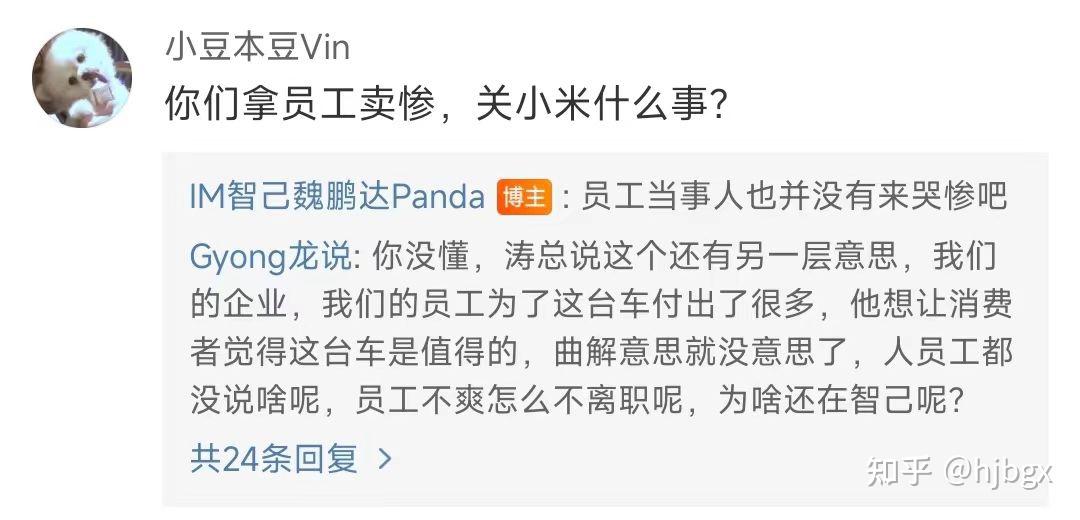 小豆本豆Vin
你们拿员工卖惨，关小米什么事？
IM智己魏鹏达Panda 博主：员工当事人也并没有来哭惨吧
Gyong龙说: 你没懂，涛总说这个还有另一层意思，我们
的企业，我们的员工为了这台车付出了很多，他想让消费
者觉得这台车是值得的，曲解意思就没意思了，人员工都
没说啥呢，员工不爽怎么不离职呢，为啥还在智己呢？
共24条回复 >
知乎 @hjbgx